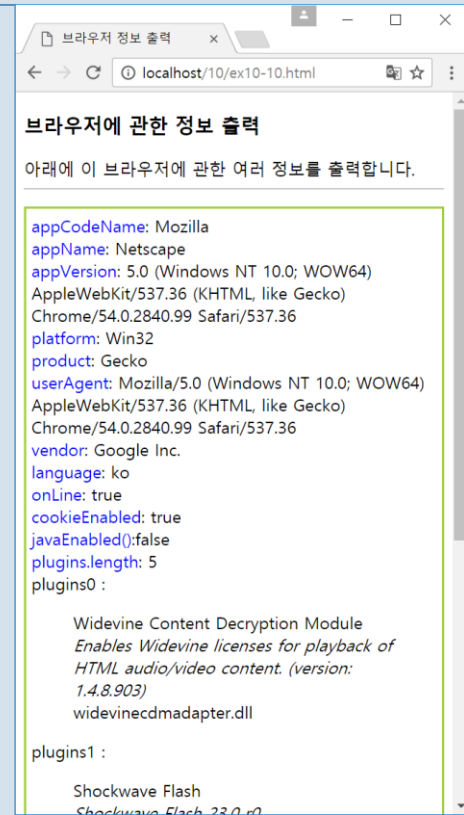 브라우저 정보 출력
localhost/10/ex10-10.html
브라우저에 관한 정보 출력
아래에 이 브라우저에 관한 여러 정보를 출력합니다.
appCodeName: Mozilla
appName: Netscape
appVersion: 5.0 (Windows NT 10.0; WOW64)
AppleWebKit/537.36 (KHTML, like Gecko)
Chrome/54.0.2840.99 Safari/537.36
platform: Win32
product: Gecko
userAgent: Mozilla/5.0 (Windows NT 10.0; WOW64)
AppleWebKit/537.36 (KHTML, like Gecko)
Chrome/54.0.2840.99 Safari/537.36
vendor: Google Inc.
language: ko
onLine: true
cookieEnabled: true
javaEnabled():false
plugins.length: 5
plugins0 :
Widevine Content Decryption Module
Enables Widevine licenses for playback of
HTML audio/video content. (version:
1.4.8.903)
widevinecdmadapter.dll
plugins1 :
Shockwave Flash
Shockwave Flash 23.0 r0